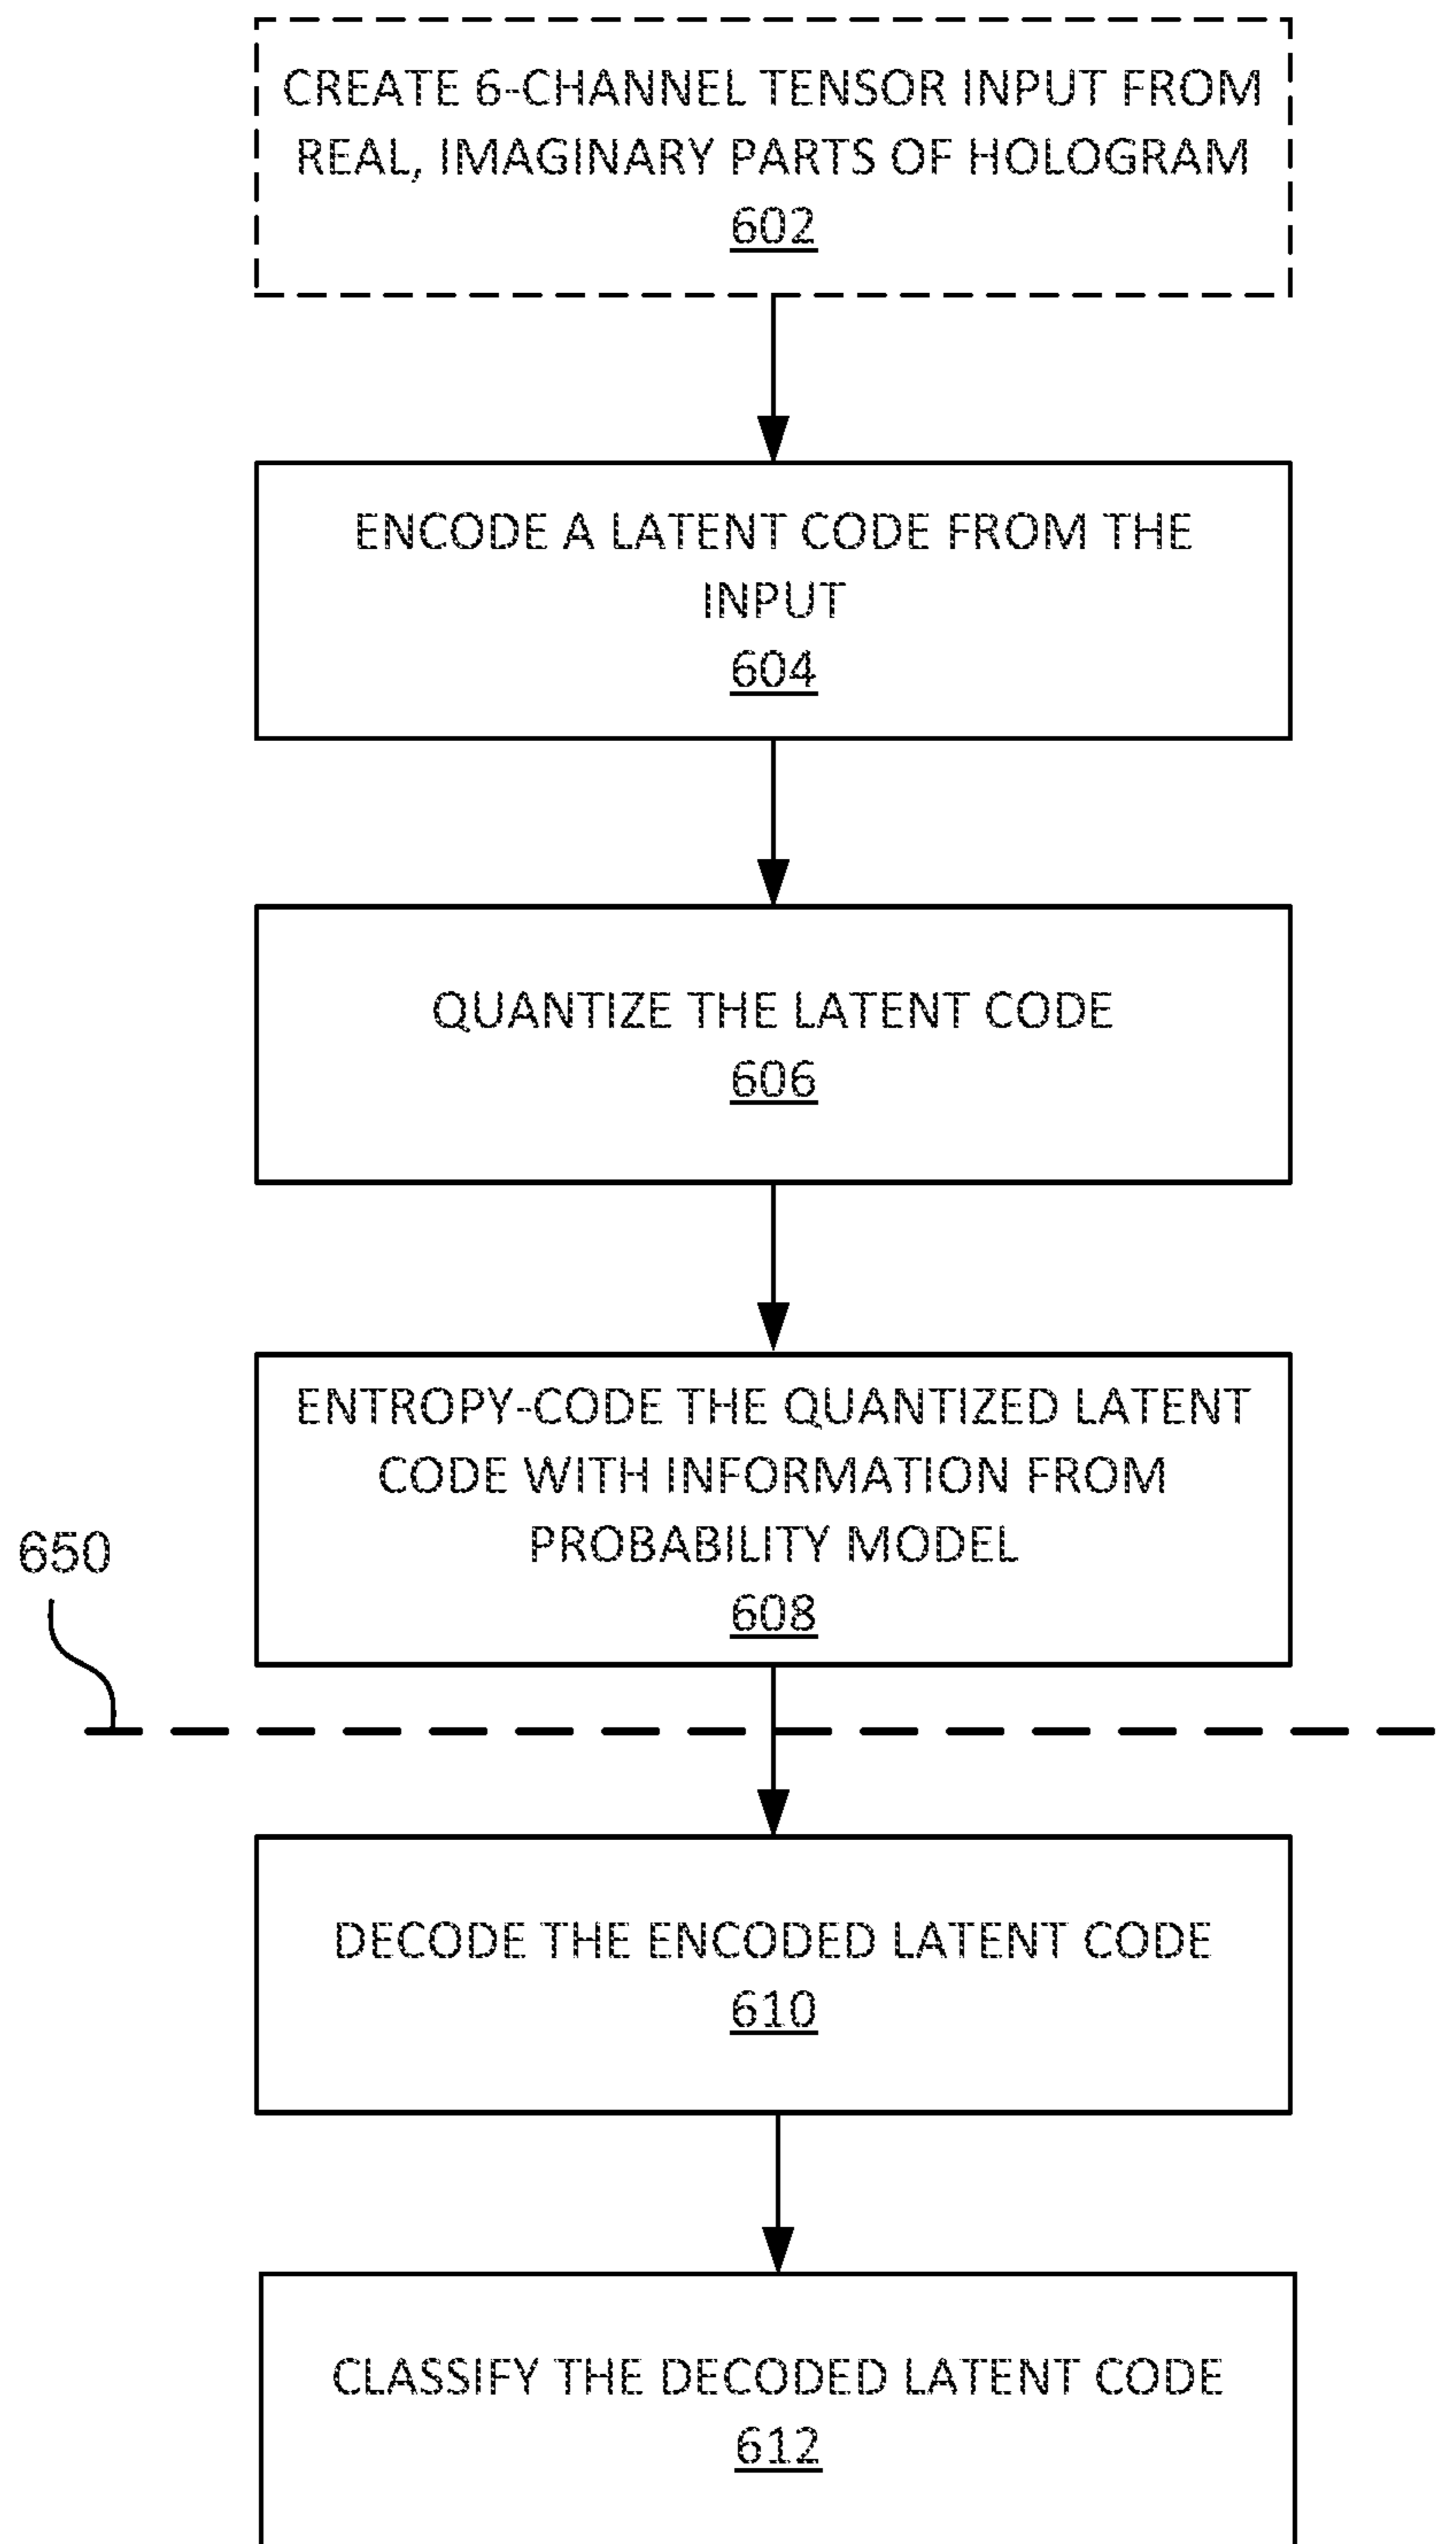 CREATE 6-CHANNEL TENSOR INPUT FROM
REAL, IMAGINARY PARTS OF HOLOGRAM
602
ENCODE A LATENT CODE FROM THE
INPUT
604
QUANTIZE THE LATENT CODE
606
ENTROPY-CODE THE QUANTIZED LATENT
CODE WITH INFORMATION FROM
PROBABILITY MODEL
608
650
DECODE THE ENCODED LATENT CODE
610
CLASSIFY THE DECODED LATENT CODE
612